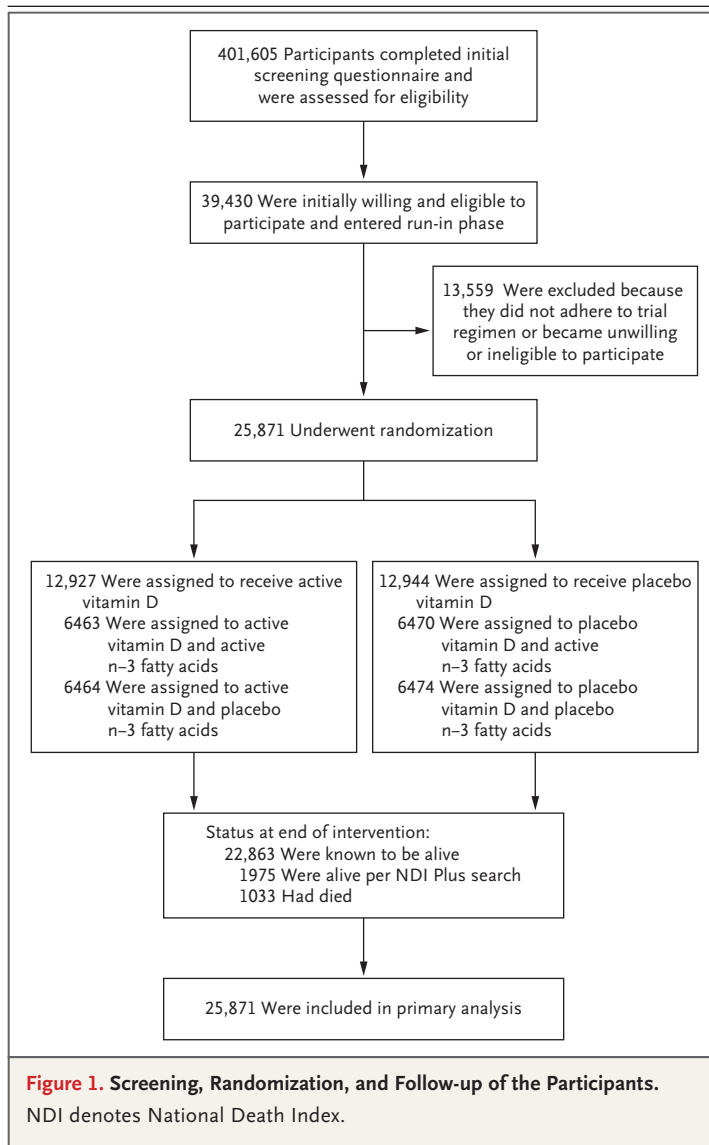 401,605 Participants completed initial
screening questionnaire and
were assessed for eligibility
39,430 Were initially willing and eligible to
participate and entered run-in phase
13,559 Were excluded because
they did not adhere to trial
regimen or became unwilling
or ineligible to participate
25,871 Underwent randomization
12,927 Were assigned to receive active
vitamin D
6463 Were assigned to active
vitamin D and active
n–3 fatty acids
6464 Were assigned to active
vitamin D and placebo
n–3 fatty acids
12,944 Were assigned to receive placebo
vitamin D
6470 Were assigned to placebo
vitamin D and active
n–3 fatty acids
6474 Were assigned to placebo
vitamin D and placebo
n–3 fatty acids
Status at end of intervention:
22,863 Were known to be alive
1975 Were alive per NDI Plus search
1033 Had died
25,871 Were included in primary analysis
Figure 1. Screening, Randomization, and Follow-up of the Participants.
NDI denotes National Death Index.